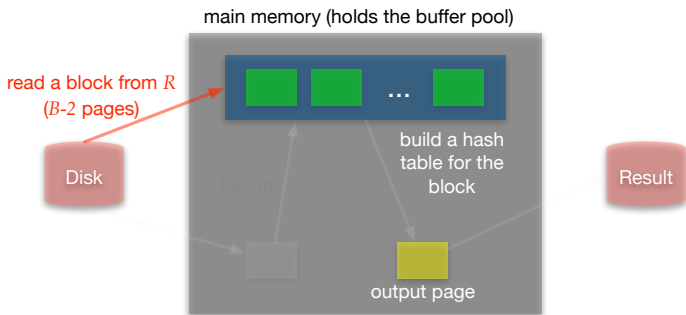 main memory (holds the buffer pool)
read a block from R
(B-2 pages)
...
build a hash
table for the
block
Disk
Result
lookup
output page